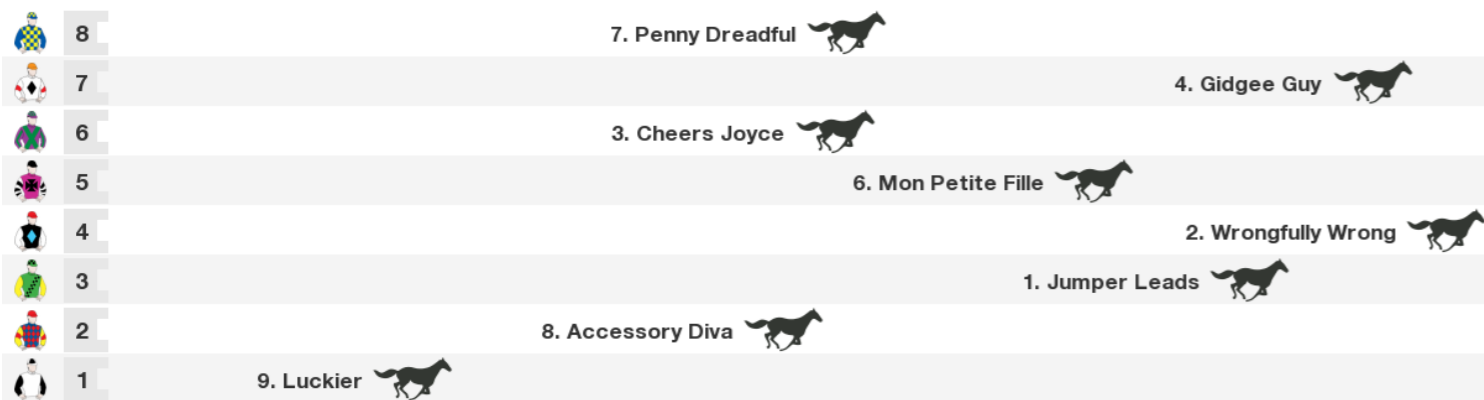 8 7. Penny Dreadful
7 4. Gidgee Guy
6 3. Cheers Joyce
5 6. Mon Petite Fille
4 2. Wrongfully Wrong
3 1. Jumper Leads
2 8. Accessory Diva
1 9. Luckier